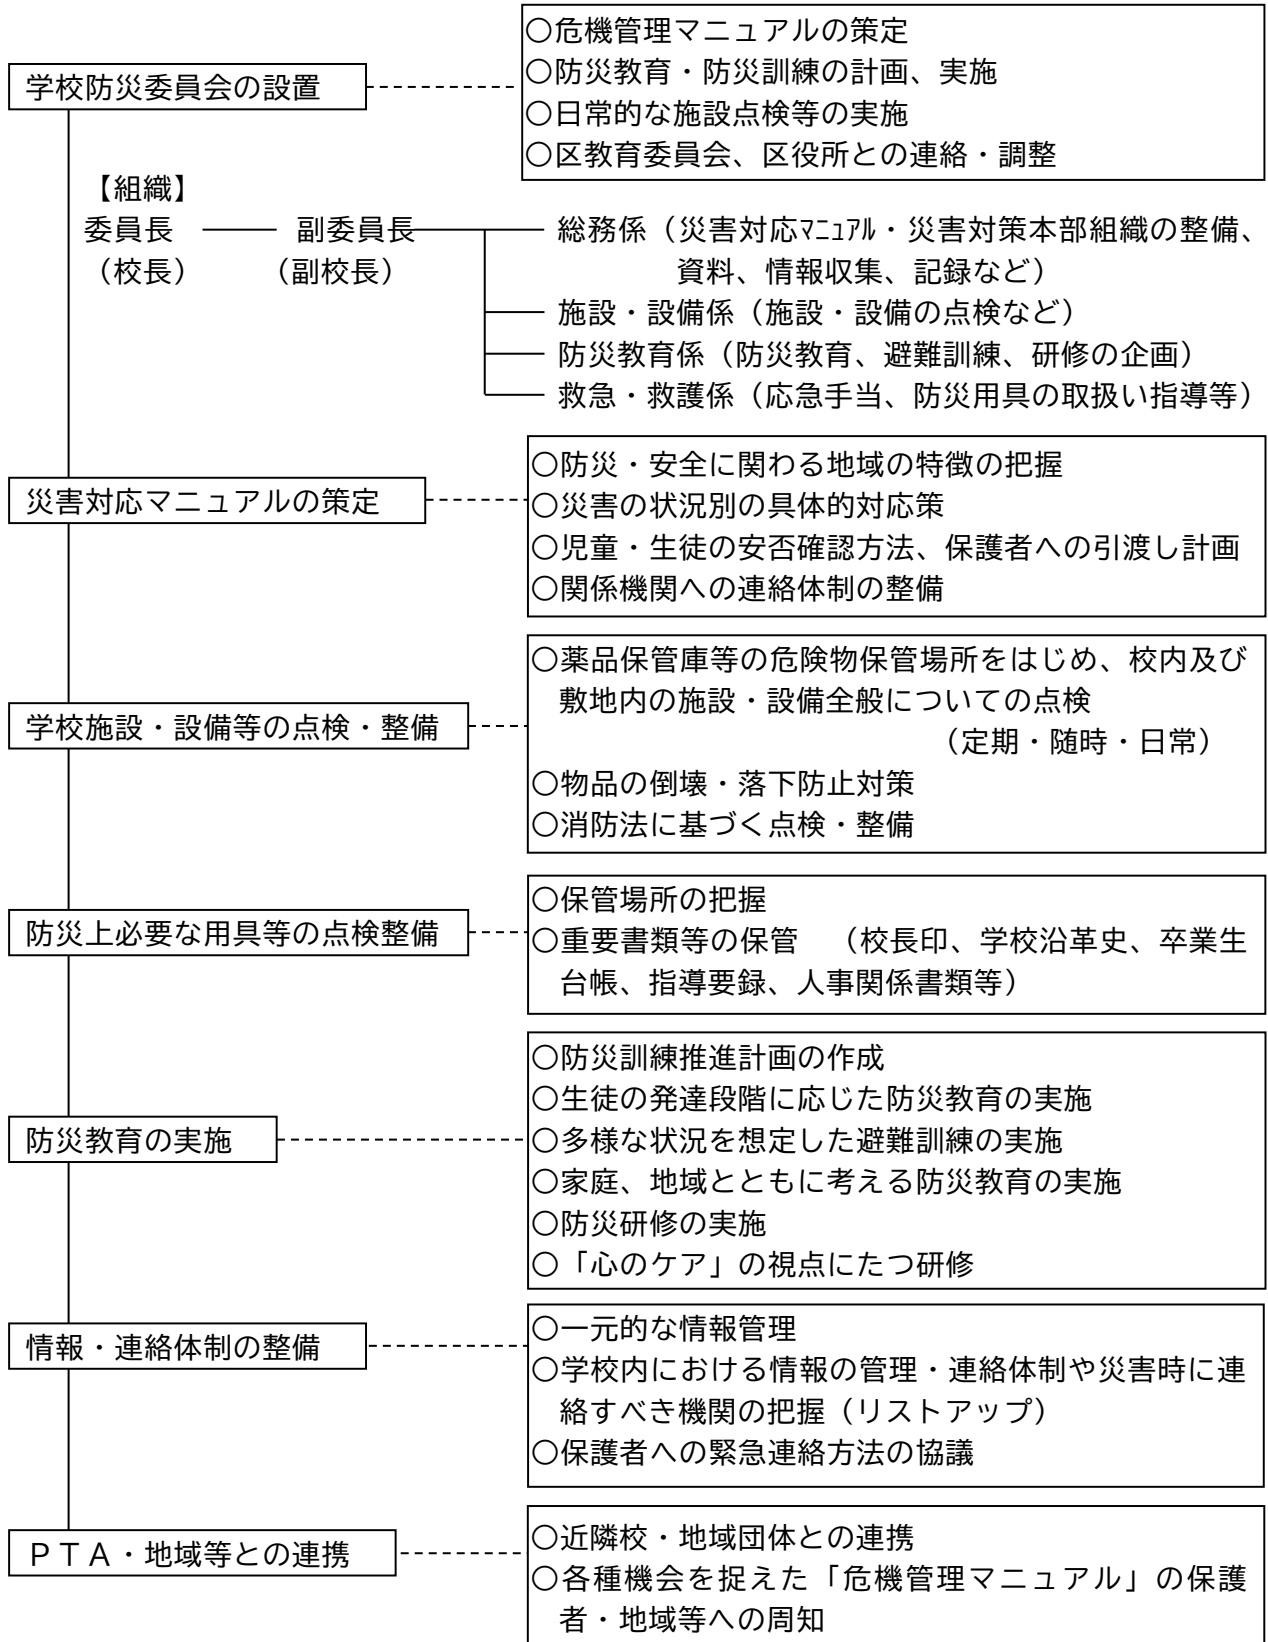 学校防災委員会の設置
〇危機管理マニュアルの策定
〇防災教育・防災訓練の計画、実施
〇日常的な施設点検等の実施
〇区教育委員会、区役所との連絡・調整
【組織】
委員長 副委員長 総務係（災害対応ﾏﾆｭｱﾙ・災害対策本部組織の整備、
（校長） （副校長） 資料、情報収集、記録など）
施設・設備係（施設・設備の点検など）
防災教育係（防災教育、避難訓練、研修の企画）
救急・救護係（応急手当、防災用具の取扱い指導等）
災害対応マニュアルの策定
〇防災・安全に関わる地域の特徴の把握
〇災害の状況別の具体的対応策
〇児童・生徒の安否確認方法、保護者への引渡し計画
〇関係機関への連絡体制の整備
学校施設・設備等の点検・整備
〇薬品保管庫等の危険物保管場所をはじめ、校内及び
敷地内の施設・設備全般についての点検
（定期・随時・日常）
〇物品の倒壊・落下防止対策
〇消防法に基づく点検・整備
防災上必要な用具等の点検整備
〇保管場所の把握
〇重要書類等の保管　（校長印、学校沿革史、卒業生
台帳、指導要録、人事関係書類等）
防災教育の実施
〇防災訓練推進計画の作成
〇生徒の発達段階に応じた防災教育の実施
〇多様な状況を想定した避難訓練の実施
〇家庭、地域とともに考える防災教育の実施
〇防災研修の実施
〇「心のケア」の視点にたつ研修
情報・連絡体制の整備
〇一元的な情報管理
〇学校内における情報の管理・連絡体制や災害時に連
絡すべき機関の把握（リストアップ）
〇保護者への緊急連絡方法の協議
ＰＴＡ・地域等との連携
〇近隣校・地域団体との連携
〇各種機会を捉えた「危機管理マニュアル」の保護
者・地域等への周知